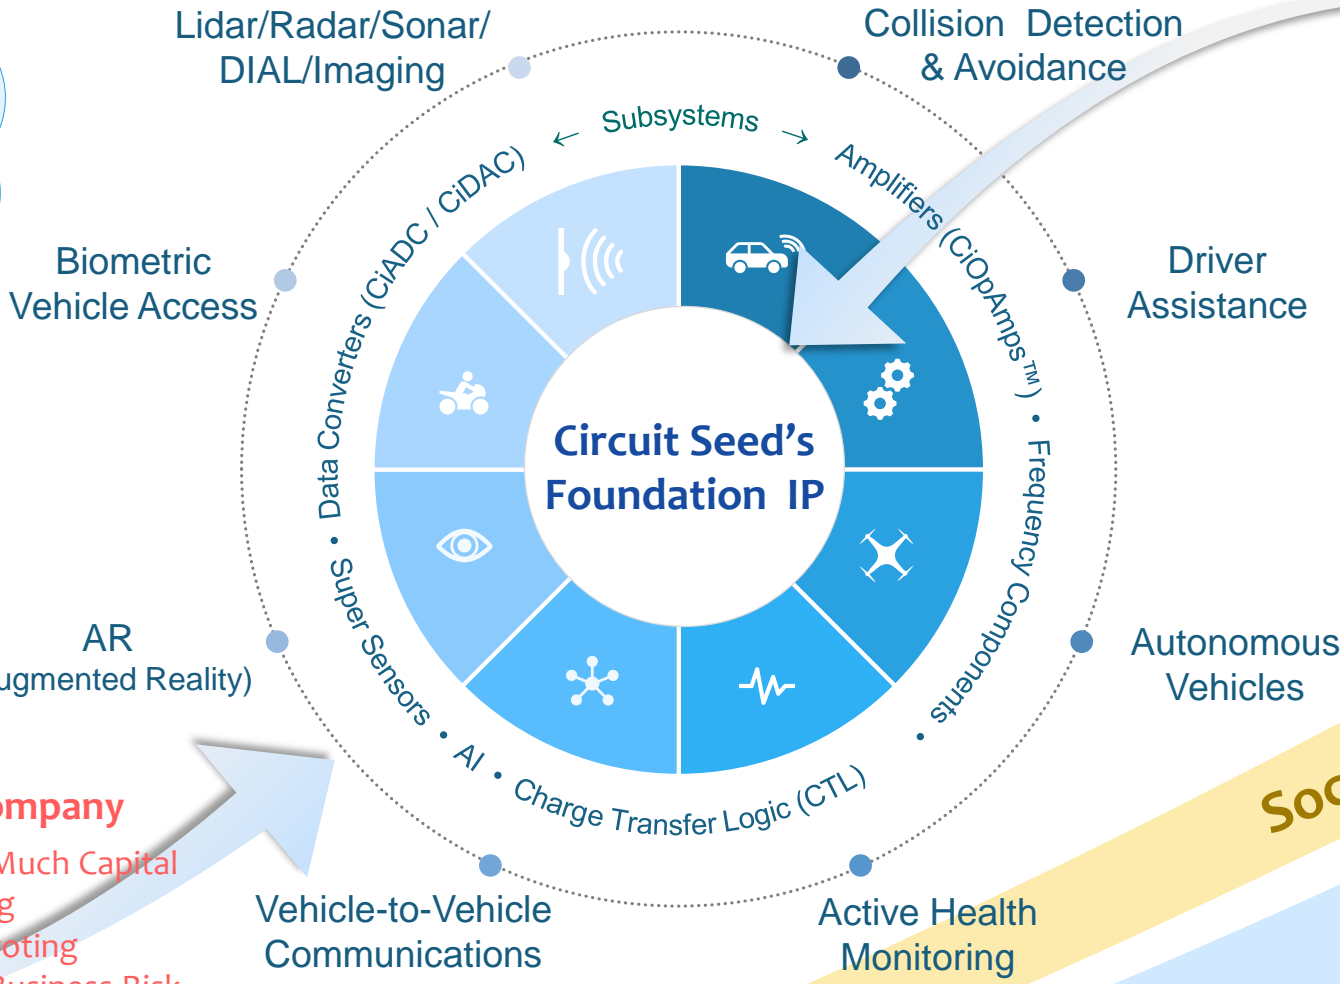 Lidar/Radar/Sonar/
DIAL/Imaging
Collision Detection
& Avoidance
← Subsystems →
Amplifiers (CiOpAmps™) • Frequency Components •
Data Converters (CiADC / CiDAC)
• Super Sensors • AI • Charge Transfer Logic (CTL)
Biometric
Vehicle Access
Driver
Assistance
Circuit Seed's
Foundation IP
AR
ugmented Reality)
Autonomous
Vehicles
Vehicle-to-Vehicle
Communications
Active Health
Monitoring
ompany
Much Capital
g
oting
Business Risk
Soc